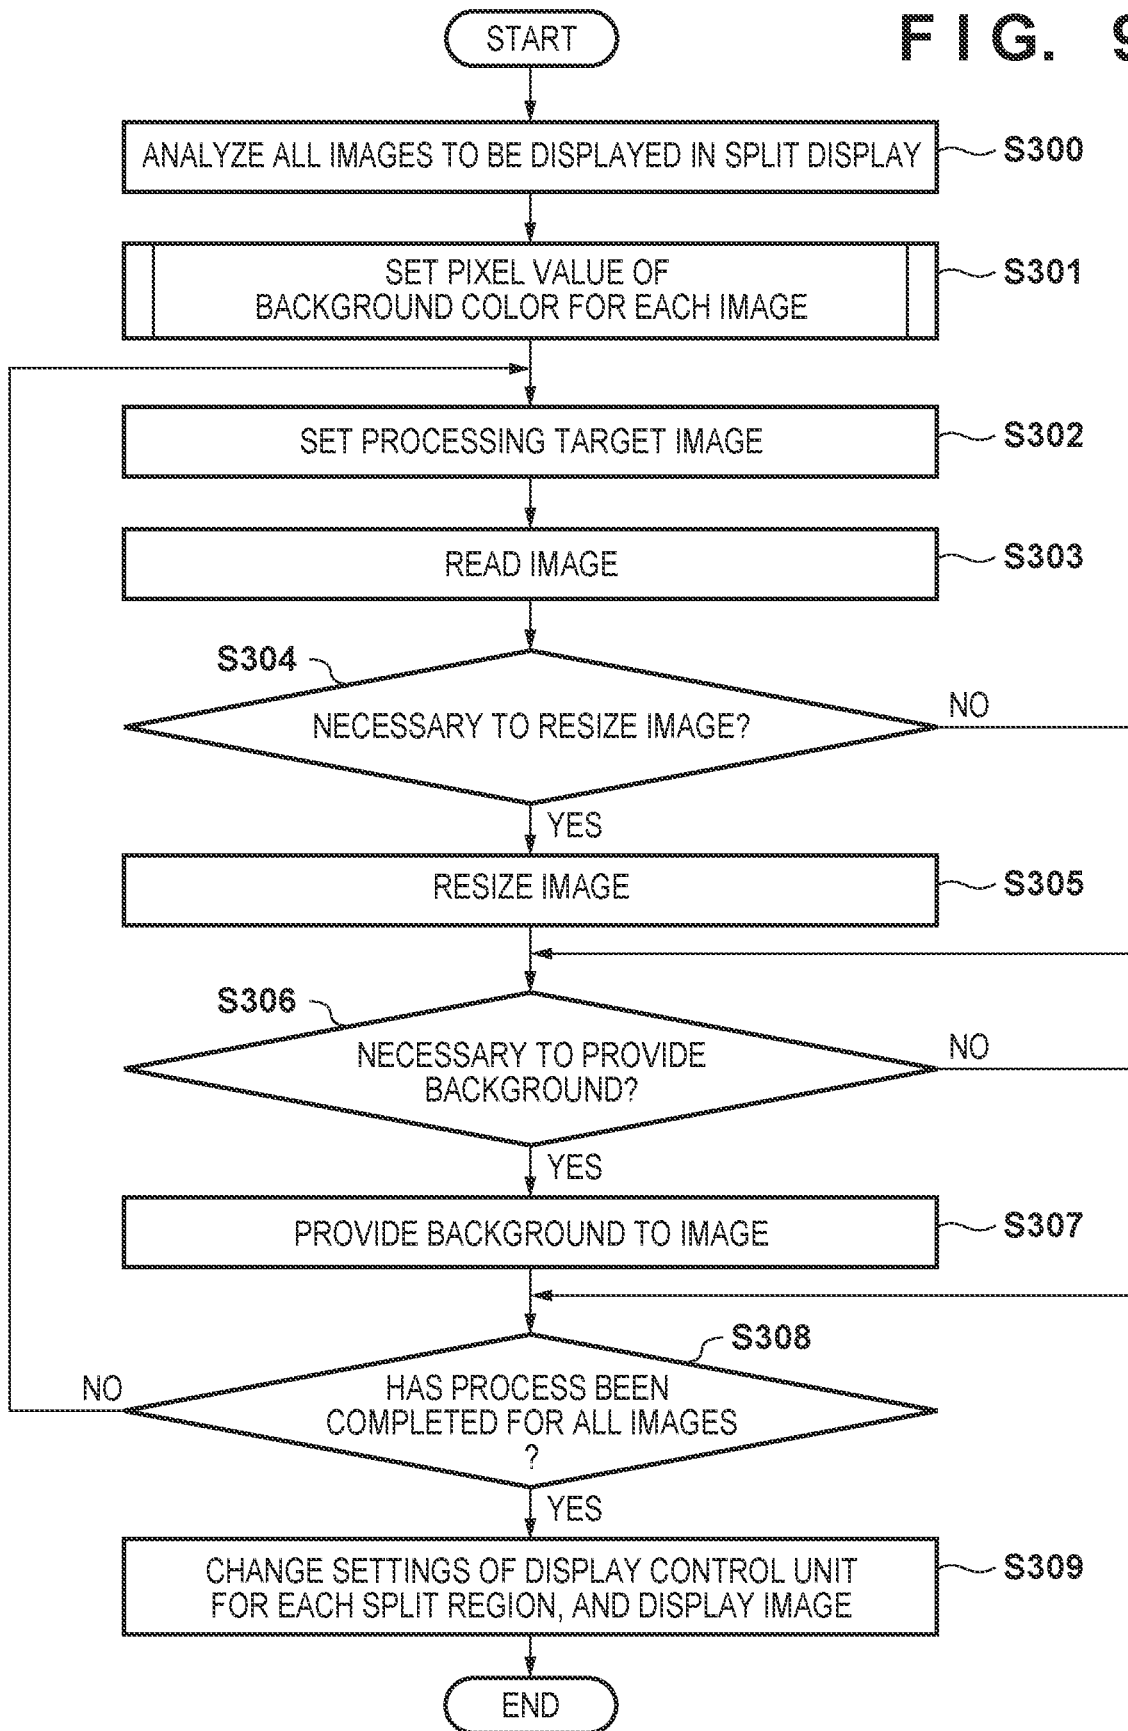 START
FIG. 9
ANALYZE ALL IMAGES TO BE DISPLAYED IN SPLIT DISPLAY
S300
SET PIXEL VALUE OF
BACKGROUND COLOR FOR EACH IMAGE
S301
SET PROCESSING TARGET IMAGE
S302
READ IMAGE
S303
S304
NECESSARY TO RESIZE IMAGE?
NO
YES
RESIZE IMAGE
S305
S306
NECESSARY TO PROVIDE
BACKGROUND?
NO
YES
PROVIDE BACKGROUND TO IMAGE
S307
S308
HAS PROCESS BEEN
COMPLETED FOR ALL IMAGES
?
NO
YES
CHANGE SETTINGS OF DISPLAY CONTROL UNIT
FOR EACH SPLIT REGION, AND DISPLAY IMAGE
S309
END